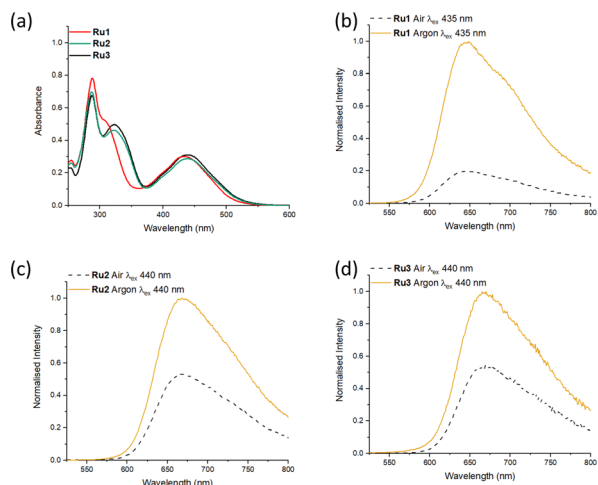 (a)
Ru1
Ru2
Ru3
Absorbance
1.0
0.8
0.6
0.4
0.2
0.0
300 400 500 600
Wavelength (nm)
(b)
Ru1 Air λex 435 nm
Ru1 Argon λex 435 nm
Normalised Intensity
1.0
0.8
0.6
0.4
0.2
0.0
550 600 650 700 750 800
Wavelength (nm)
(c)
Ru2 Air λex 440 nm
Ru2 Argon λex 440 nm
Normalised Intensity
1.0
0.8
0.6
0.4
0.2
0.0
550 600 650 700 750 800
Wavelength (nm)
(d)
Ru3 Air λex 440 nm
Ru3 Argon λex 440 nm
Normalised Intensity
1.0
0.8
0.6
0.4
0.2
0.0
550 600 650 700 750 800
Wavelength (nm)